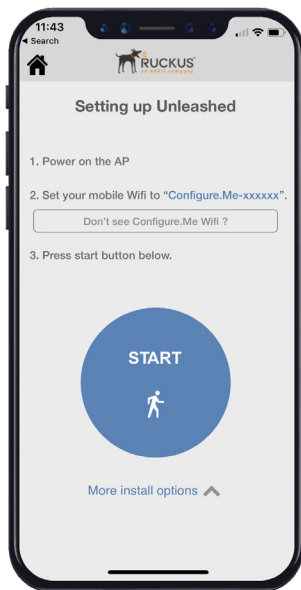 11:43
Search
RUCKUS
an ARRIS company
Setting up Unleashed
1. Power on the AP
2. Set your mobile Wifi to “Configure.Me-xxxxxx”.
Don't see Configure.Me Wifi ?
3. Press start button below.
START
More install options